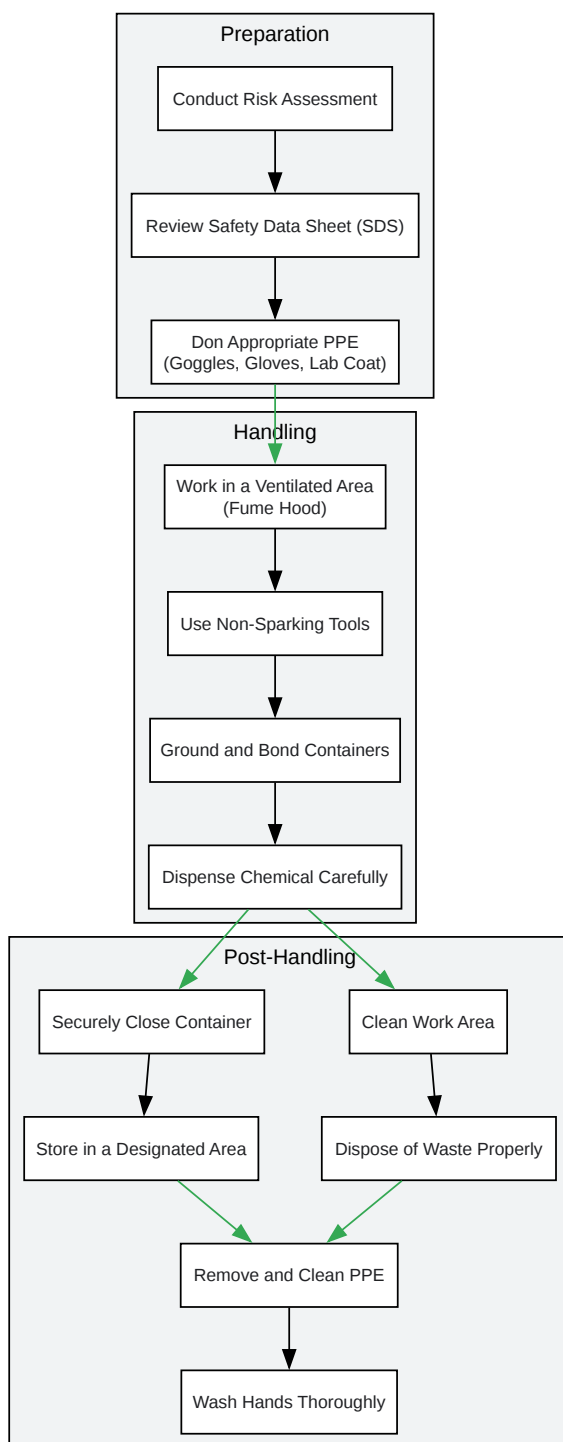 Preparation
Conduct Risk Assessment
Review Safety Data Sheet (SDS)
Don Appropriate PPE
(Goggles, Gloves, Lab Coat)
Handling
Work in a Ventilated Area
(Fume Hood)
Use Non-Sparking Tools
Ground and Bond Containers
Dispense Chemical Carefully
Post-Handling
Securely Close Container
Clean Work Area
Store in a Designated Area
Dispose of Waste Properly
Remove and Clean PPE
Wash Hands Thoroughly